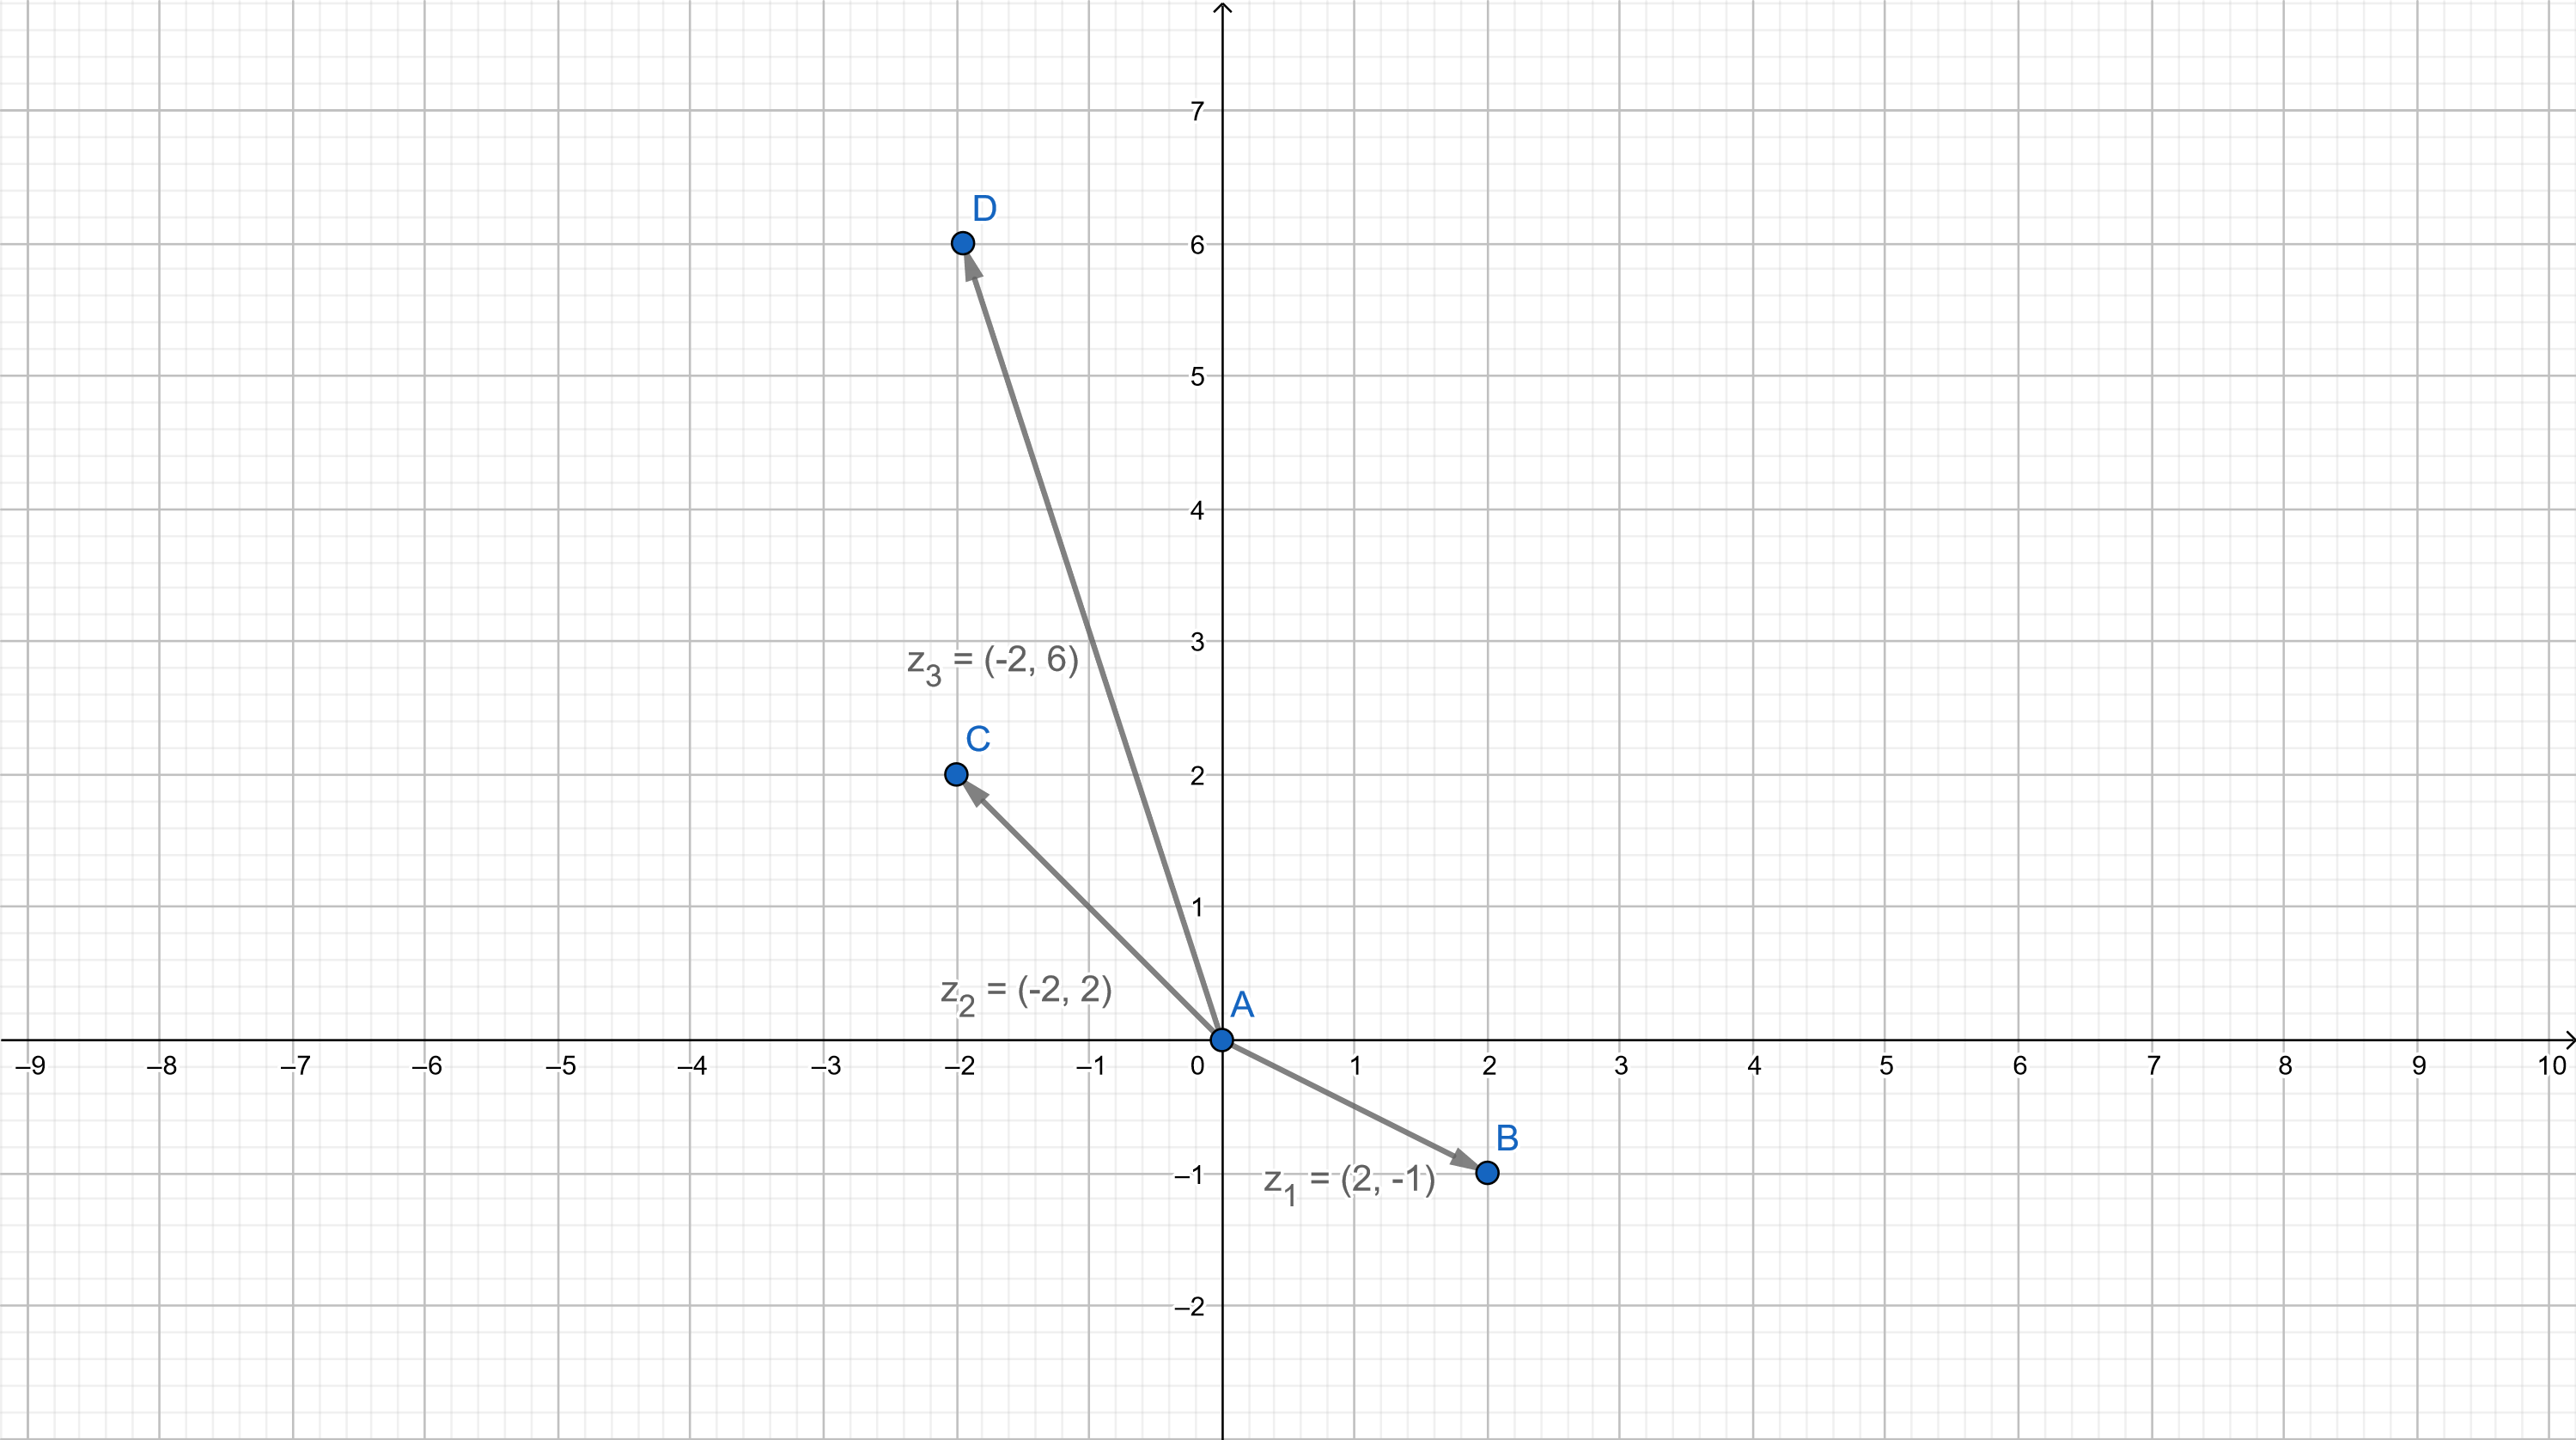 7
D
6
5
4
3
z₃ = (-2, 6)
C
2
1
z₂ = (-2, 2)
A
–9 –8 –7 –6 –5 –4 –3 –2 –1 0 1 2 3 4 5 6 7 8 9 10
B
–1
z₁ = (2, -1)
–2